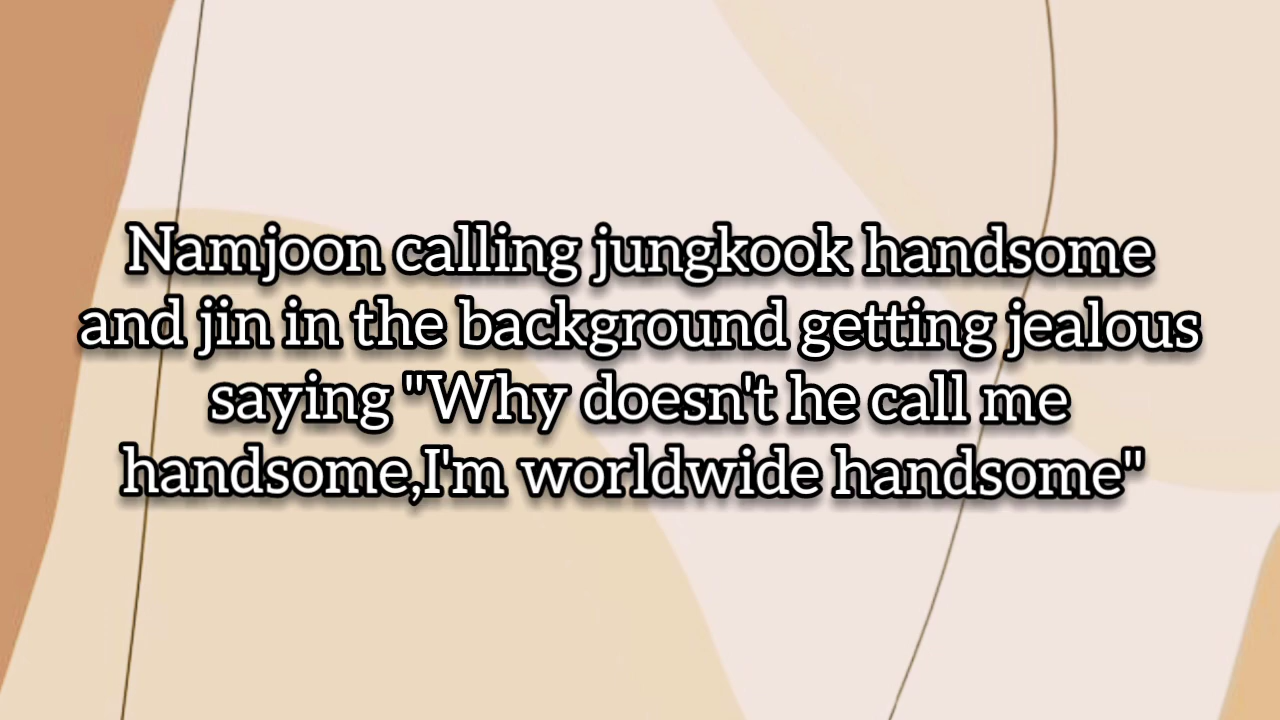 Namjoon calling jungkook handsome
and jin in the background getting jealous
saying "Why doesn't he call me
handsome,I'm worldwide handsome"